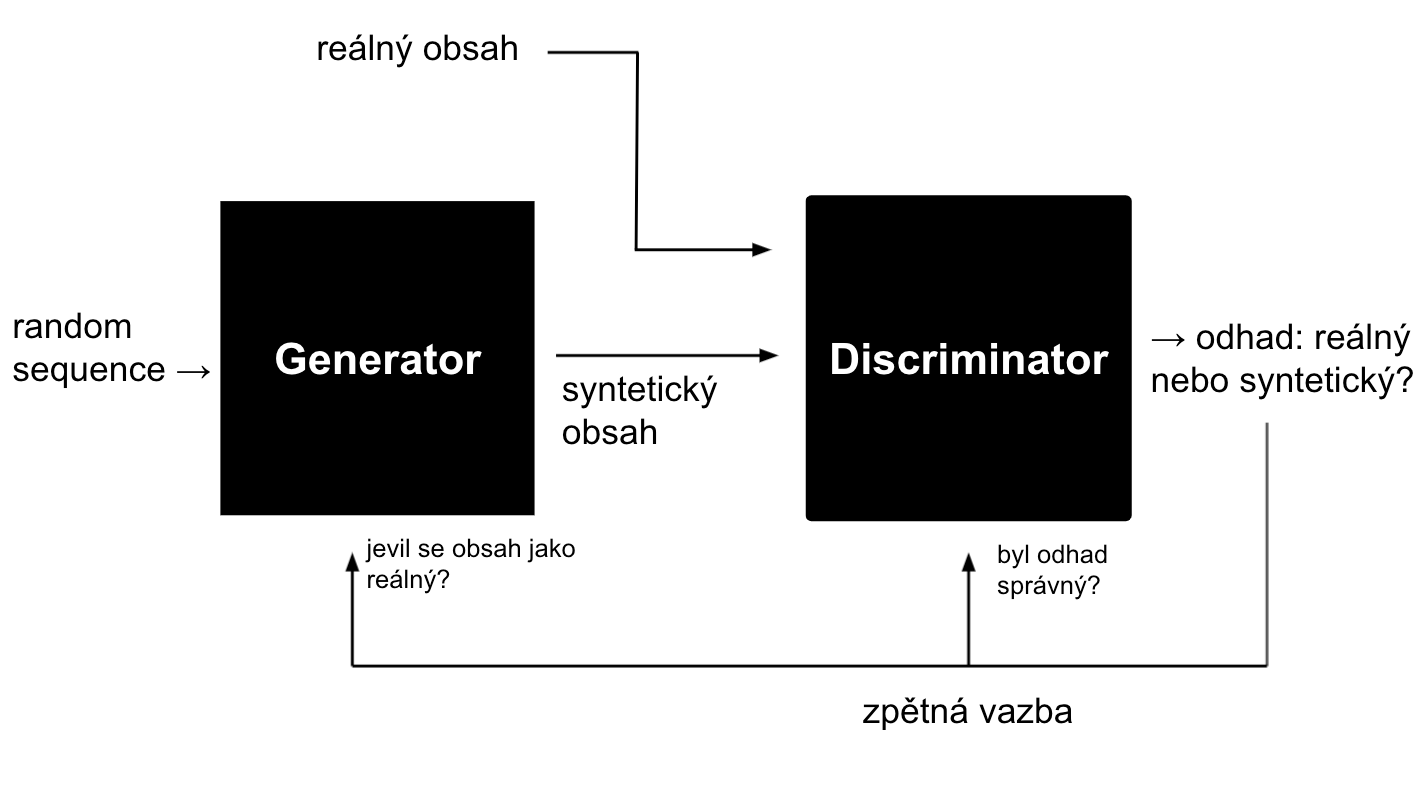 reálný obsah
random
sequence →
Generator
syntetický
obsah
Discriminator
→ odhad: reálný
nebo syntetický?
jevil se obsah jako
reálný?
byl odhad
správný?
zpětná vazba